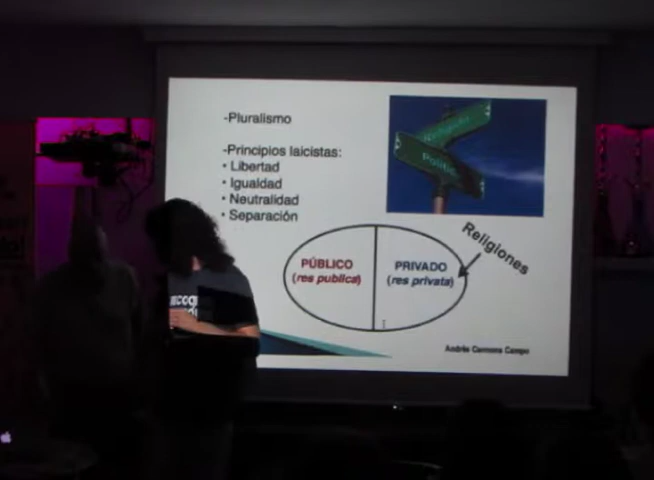 -Pluralismo
-Principios laicistas:
• Libertad
• Igualdad
• Neutralidad
• Separación
Religiones
PÚBLICO
(res publica)
PRIVADO
(res privata)
Andrés Carmona Campo